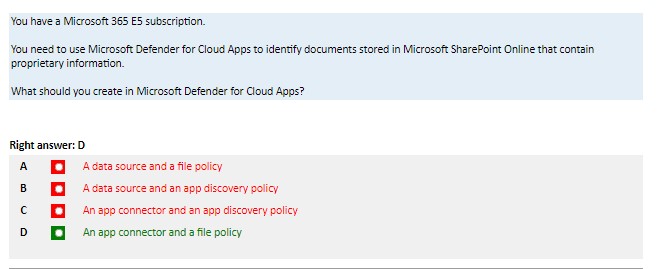 You have a Microsoft 365 E5 subscription.
You need to use Microsoft Defender for Cloud Apps to identify documents stored in Microsoft SharePoint Online that contain
proprietary information.
What should you create in Microsoft Defender for Cloud Apps?
Right answer: D
A A data source and a file policy
B A data source and an app discovery policy
C An app connector and an app discovery policy
D An app connector and a file policy